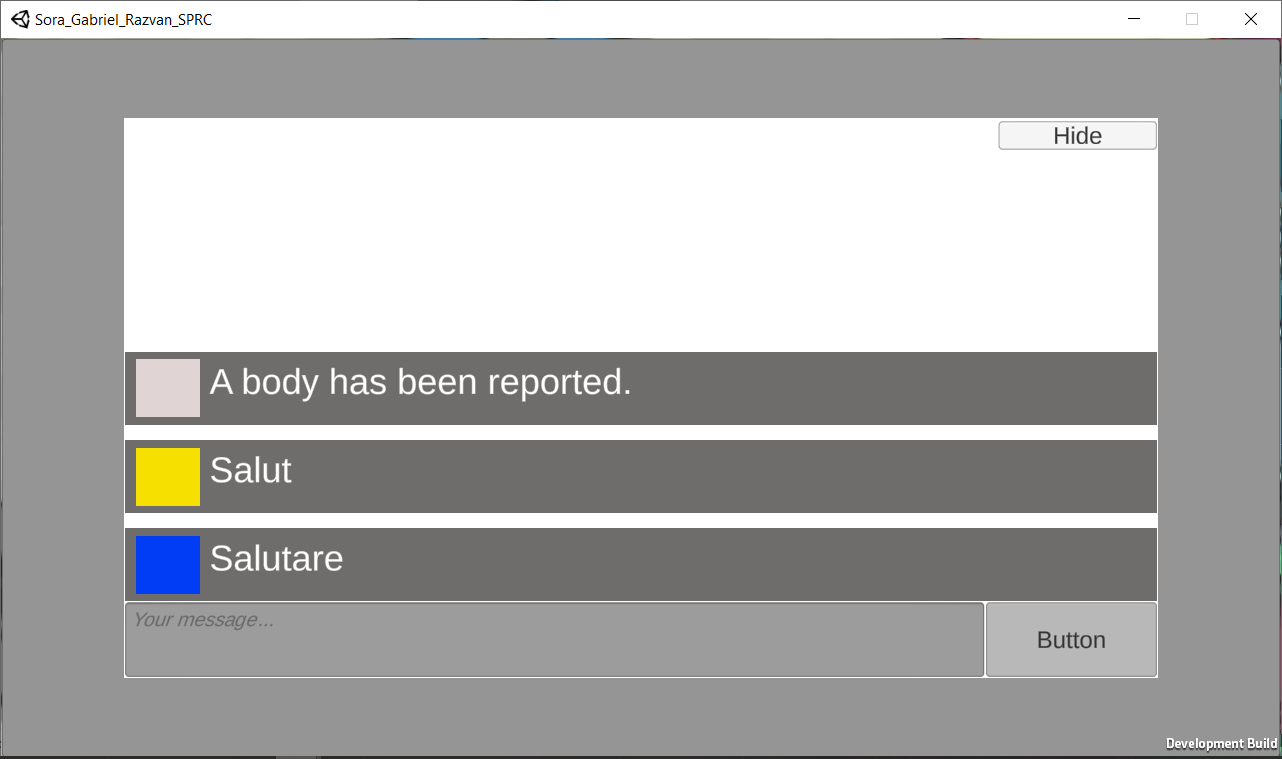 Sora_Gabriel_Razvan_SPRC
Hide
A body has been reported.
Salut
Salutare
Your message...
Button
Development Build